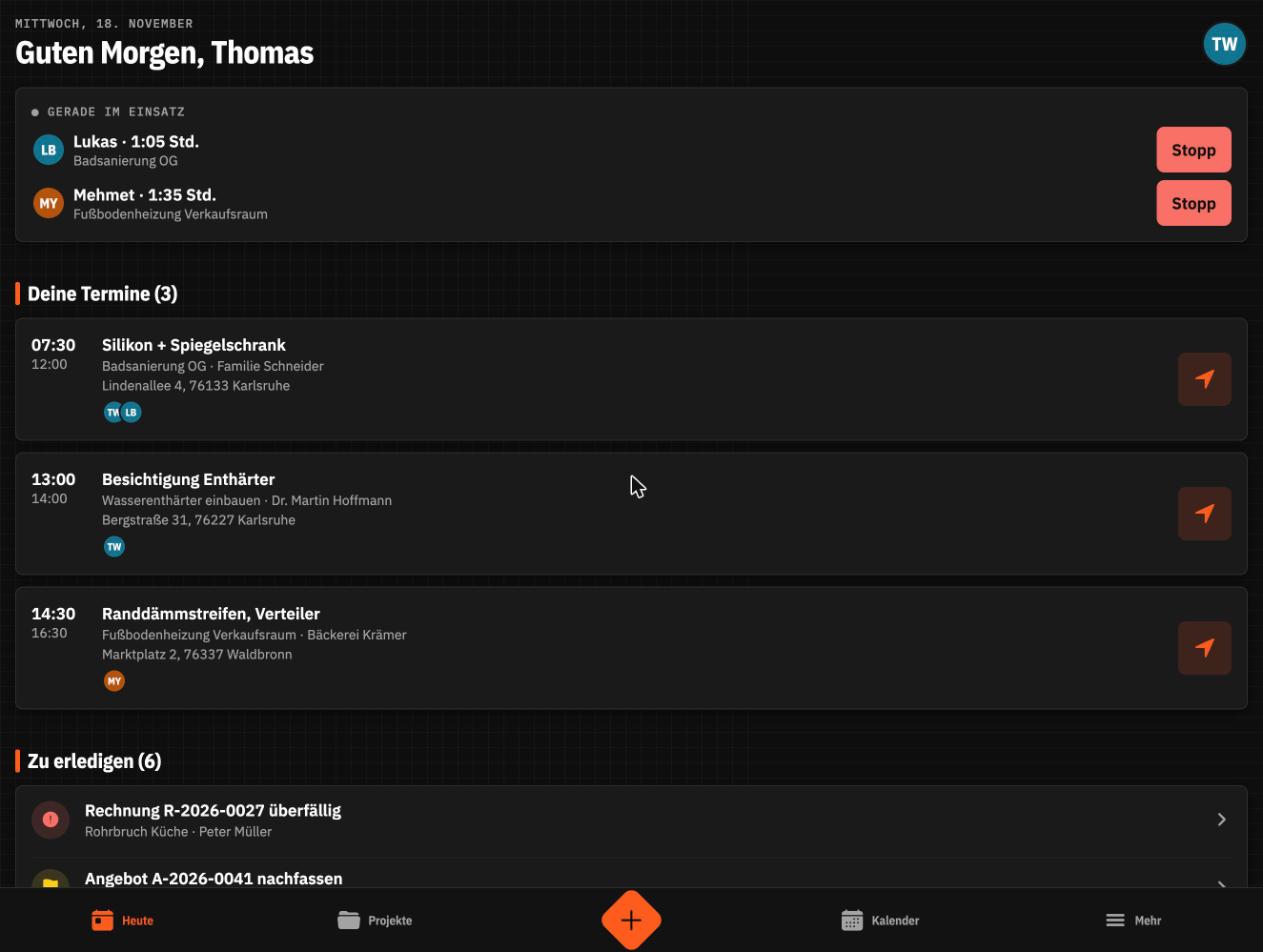 MITTWOCH, 18. NOVEMBER
Guten Morgen, Thomas
TW
GERADE IM EINSATZ
LB
Lukas · 1:05 Std.
Badsanierung OG
Stopp
MY
Mehmet · 1:35 Std.
Fußbodenheizung Verkaufsraum
Stopp
Deine Termine (3)
07:30
12:00
Silikon + Spiegelschrank
Badsanierung OG · Familie Schneider
Lindenallee 4, 76133 Karlsruhe
TW LB
13:00
14:00
Besichtigung Enthärter
Wasserenthärter einbauen · Dr. Martin Hoffmann
Bergstraße 31, 76227 Karlsruhe
TW
14:30
16:30
Randdämmstreifen, Verteiler
Fußbodenheizung Verkaufsraum · Bäckerei Krämer
Marktplatz 2, 76337 Waldbronn
MY
Zu erledigen (6)
Rechnung R-2026-0027 überfällig
Rohrbruch Küche · Peter Müller
Angebot A-2026-0041 nachfassen
Heute
Projekte
Kalender
Mehr